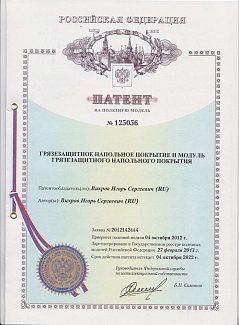 РОССИЙСКАЯ ФЕДЕРАЦИЯ
ПАТЕНТ
НА ПОЛЕЗНУЮ МОДЕЛЬ
№ 125056
ГРЯЗЕЗАЩИТНОЕ НАПОЛЬНОЕ ПОКРЫТИЕ И МОДУЛЬ
ГРЯЗЕЗАЩИТНОГО НАПОЛЬНОГО ПОКРЫТИЯ
Патентообладатель(ли): Вихров Игорь Сергеевич (RU)
Автор(ы): Вихров Игорь Сергеевич (RU)
Заявка № 2012142444
Приоритет полезной модели 04 октября 2012 г.
Зарегистрировано в Государственном реестре полезных
моделей Российской Федерации 27 февраля 2013 г.
Срок действия патента истекает 04 октября 2022 г.
Руководитель Федеральной службы
по интеллектуальной собственности
Б.П. Симонов